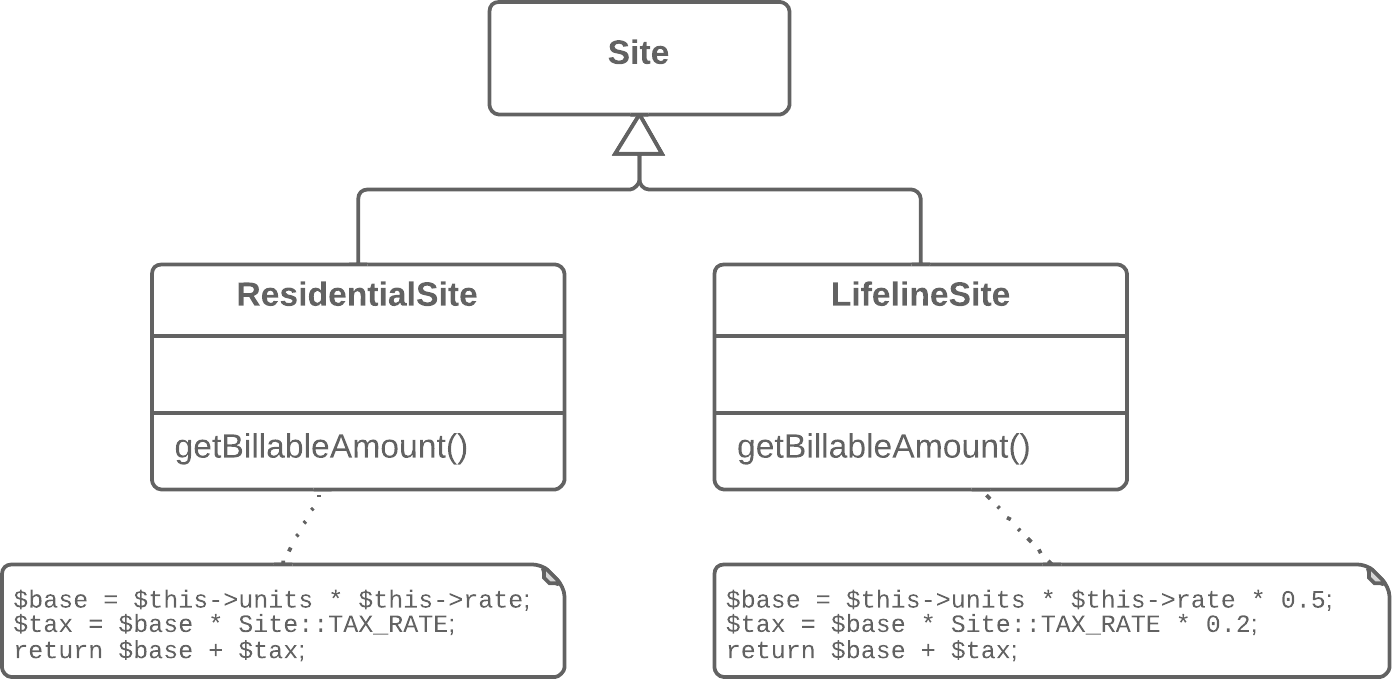 Site
ResidentialSite
getBillableAmount()
LifelineSite
getBillableAmount()
$base = $this->units * $this->rate;
$tax = $base * Site::TAX_RATE;
return $base + $tax;
$base = $this->units * $this->rate * 0.5;
$tax = $base * Site::TAX_RATE * 0.2;
return $base + $tax;